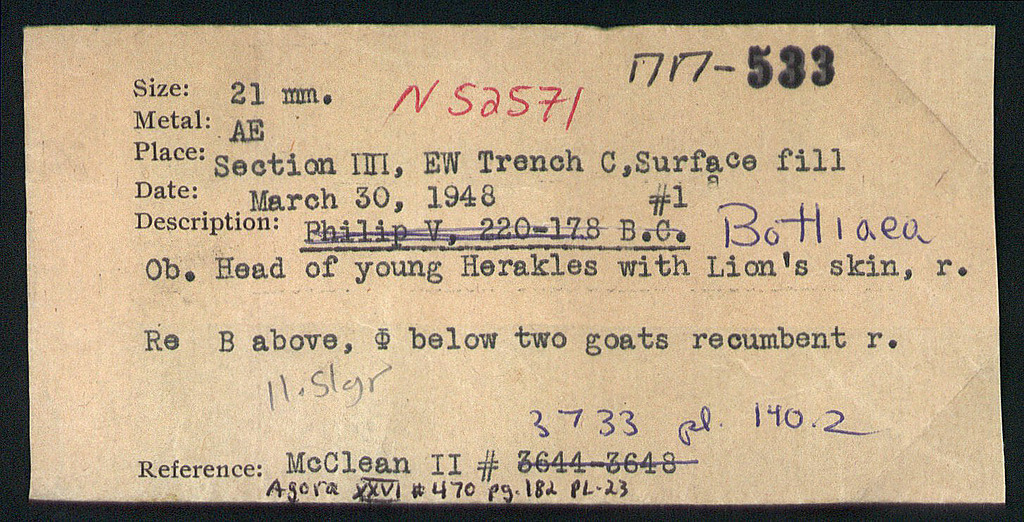 ΠΠ-533
Size: 21 mm.
N 52571
Metal: AE
Place: Section III, EW Trench C,Surface fill
Date: March 30, 1948 #1 a
Description: Philip V, 220-178 B.C. Bottiaea
Ob. Head of young Herakles with Lion's skin, r.
Re B above, Φ below two goats recumbent r.
11.51gr
3733 pl. 140.2
Reference: McClean II # 3644-3648
Agora XXVI #470 pg.182 PL-23